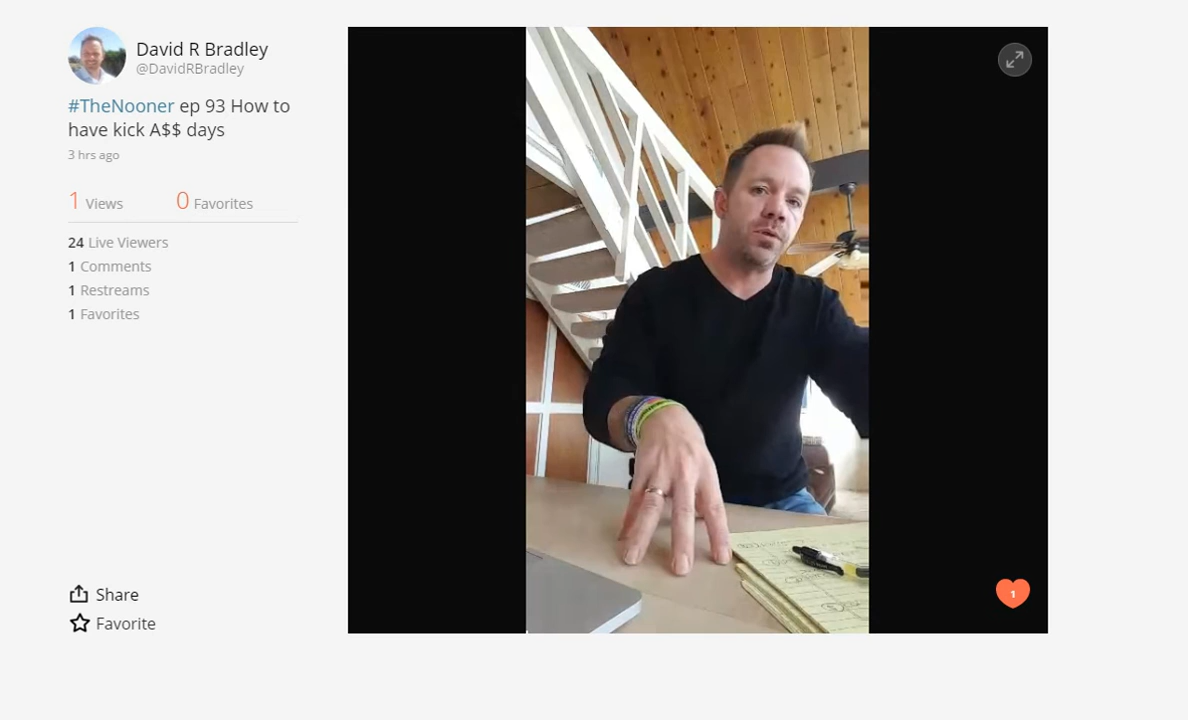 David R Bradley
@DavidRBradley
#TheNooner ep 93 How to
have kick A$$ days
3 hrs ago
1 Views 0 Favorites
24 Live Viewers
1 Comments
1 Restreams
1 Favorites
Share
Favorite
1